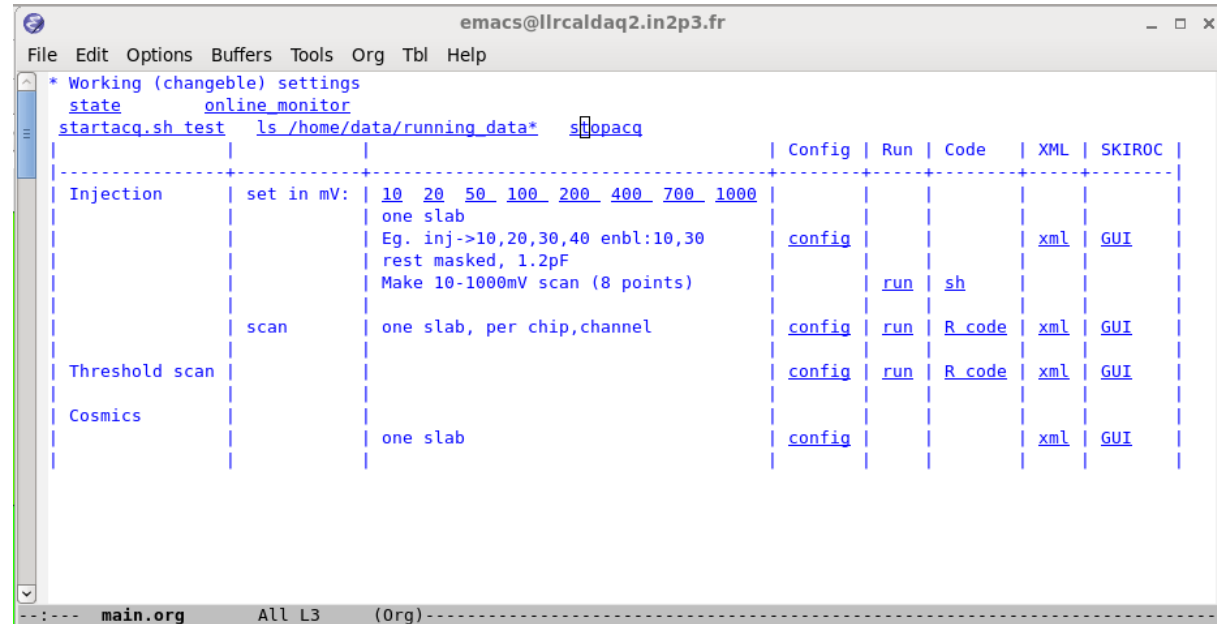 emacs@llrcaldaq2.in2p3.fr
File Edit Options Buffers Tools Org Tbl Help
* Working (changeble) settings
state online_monitor
startacq.sh test ls /home/data/running_data* stopacq
| | | | Config | Run | Code | XML | SKIROC |
|----------------+------------+---------------------------------------+--------+-----+--------+-----+--------|
| Injection | set in mV: | 10 20 50 100 200 400 700 1000 | | | | | |
| | | one slab | | | | | |
| | | Eg. inj->10,20,30,40 enbl:10,30 | config | | | xml | GUI |
| | | rest masked, 1.2pF | | | | | |
| | | Make 10-1000mV scan (8 points) | | run | sh | | |
| | | | | | | | |
| | scan | one slab, per chip,channel | config | run | R code | xml | GUI |
| | | | | | | | |
| Threshold scan | | | config | run | R code | xml | GUI |
| | | | | | | | |
| Cosmics | | | | | | | |
| | | one slab | config | | | xml | GUI |
| | | | | | | | |
--:--- main.org All L3 (Org)----------------------------------------------------------------